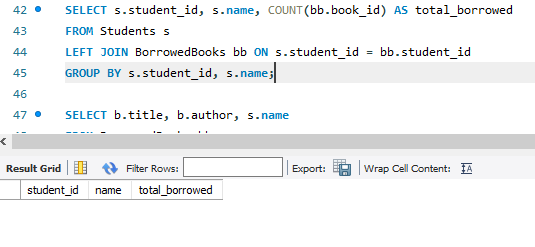 42 SELECT s.student_id, s.name, COUNT(bb.book_id) AS total_borrowed
43 FROM Students s
44 LEFT JOIN BorrowedBooks bb ON s.student_id = bb.student_id
45 GROUP BY s.student_id, s.name;
46
47 SELECT b.title, b.author, s.name
Result Grid Filter Rows: Export: Wrap Cell Content:
student_id name total_borrowed